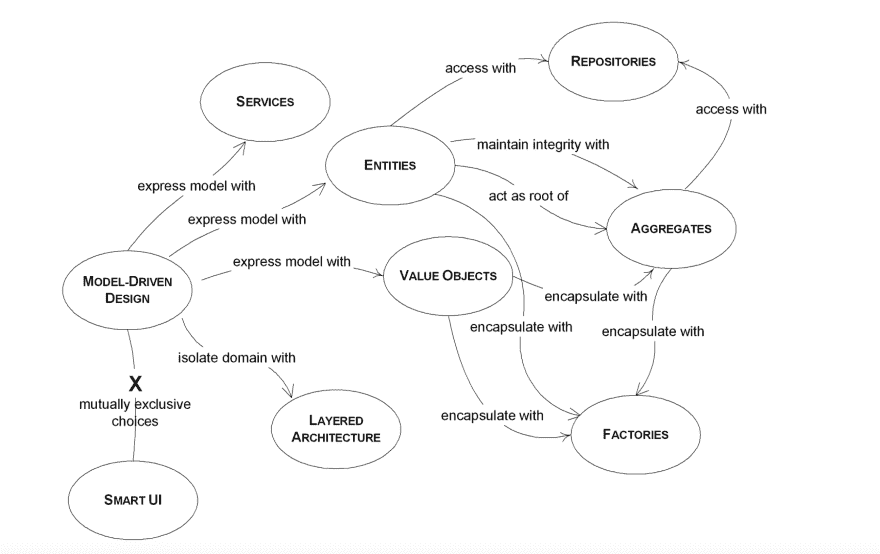 REPOSITORIES
access with
SERVICES
access with
maintain integrity with
ENTITIES
express model with
act as root of
express model with
AGGREGATES
express model with
VALUE OBJECTS
MODEL-DRIVEN
DESIGN
encapsulate with
encapsulate with
encapsulate with
isolate domain with
X
mutually exclusive
choices
encapsulate with
LAYERED
ARCHITECTURE
FACTORIES
SMART UI